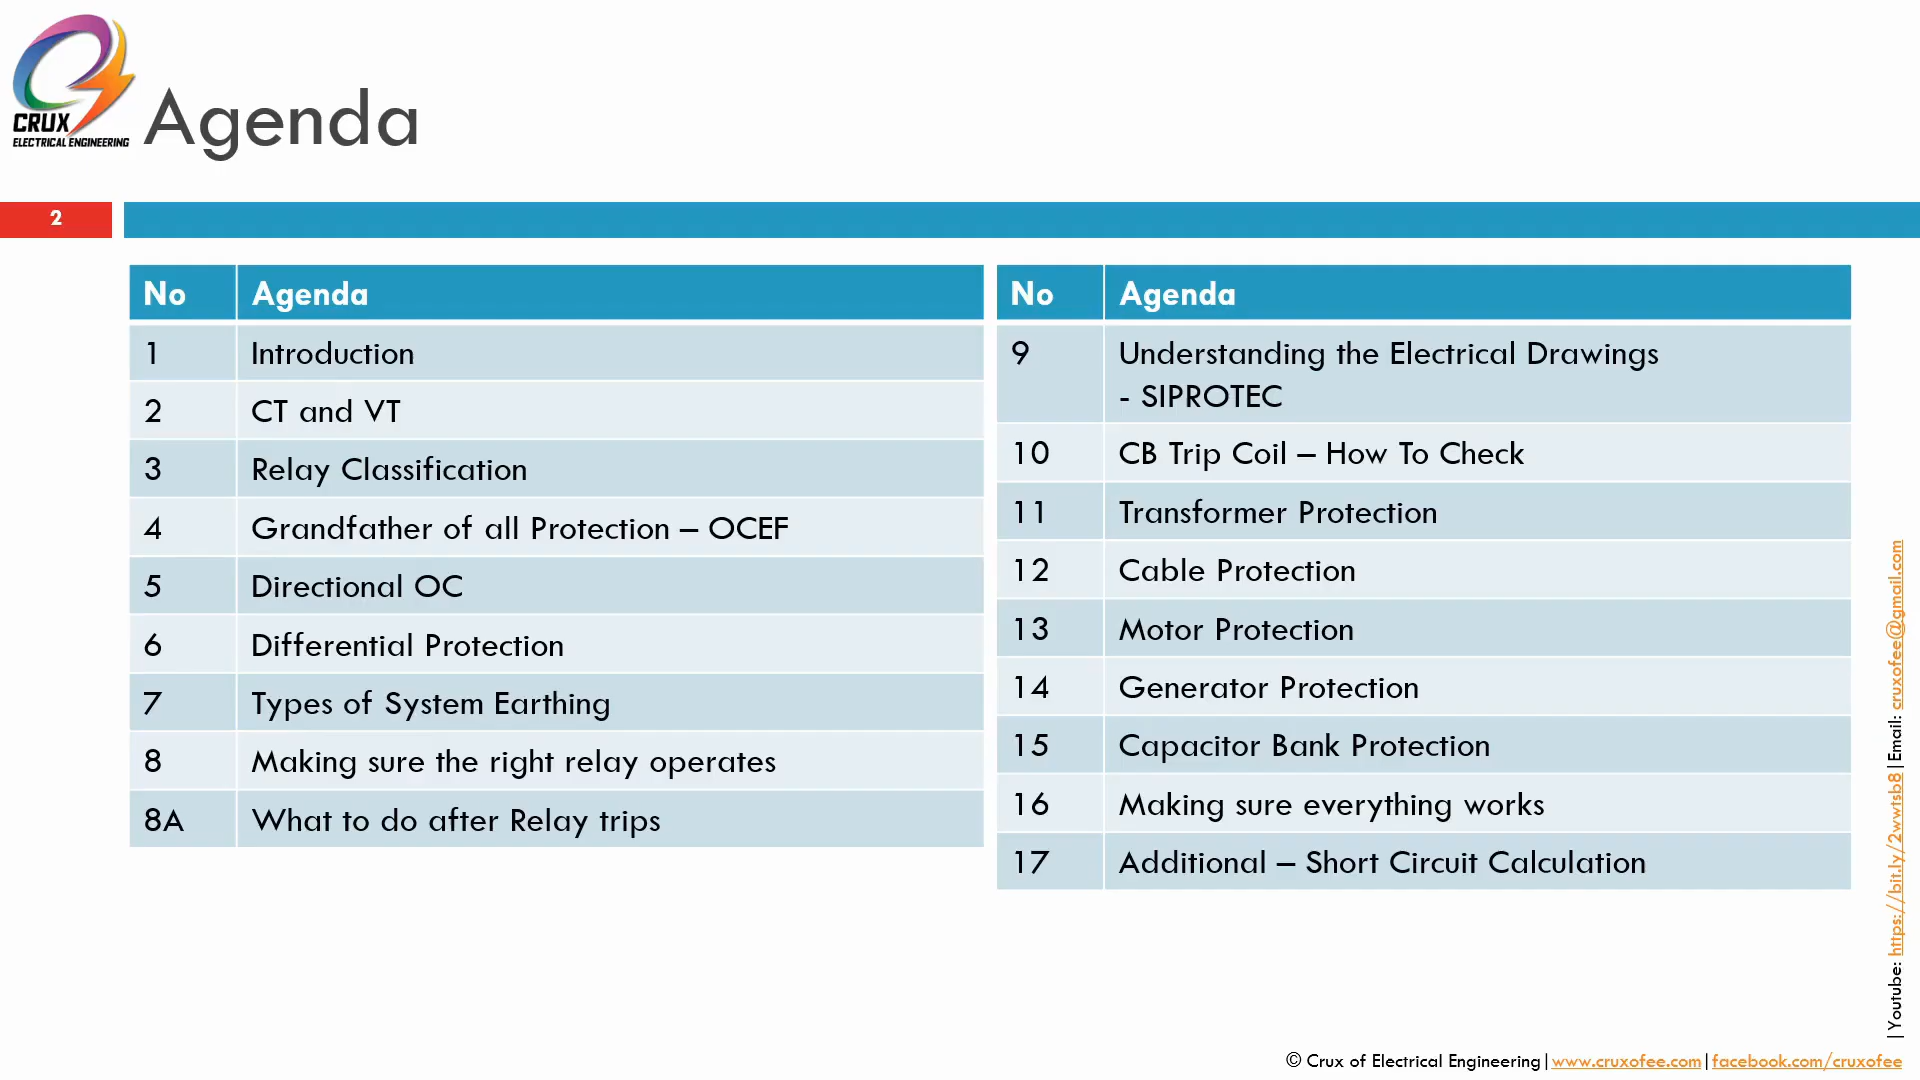 CRUX
ELECTRICAL ENGINEERING
Agenda
2
No Agenda
1 Introduction
2 CT and VT
3 Relay Classification
4 Grandfather of all Protection – OCEF
5 Directional OC
6 Differential Protection
7 Types of System Earthing
8 Making sure the right relay operates
8A What to do after Relay trips
No Agenda
9 Understanding the Electrical Drawings
- SIPROTEC
10 CB Trip Coil – How To Check
11 Transformer Protection
12 Cable Protection
13 Motor Protection
14 Generator Protection
15 Capacitor Bank Protection
16 Making sure everything works
17 Additional – Short Circuit Calculation
|Youtube: https://bit.ly/2wwtsb8|Email: cruxofee@gmail.com
© Crux of Electrical Engineering|www.cruxofee.com|facebook.com/cruxofee